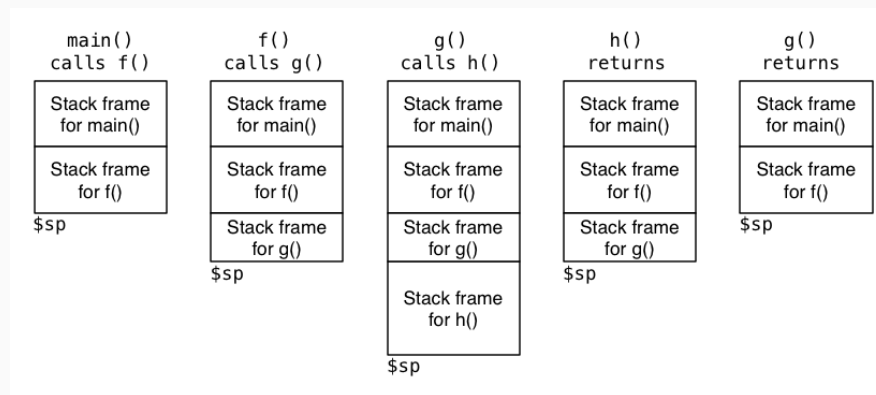 main()
calls f()
Stack frame
for main()
Stack frame
for f()
$sp
f()
calls g()
Stack frame
for main()
Stack frame
for f()
Stack frame
for g()
$sp
g()
calls h()
Stack frame
for main()
Stack frame
for f()
Stack frame
for g()
Stack frame
for h()
$sp
h()
returns
Stack frame
for main()
Stack frame
for f()
Stack frame
for g()
$sp
g()
returns
Stack frame
for main()
Stack frame
for f()
$sp